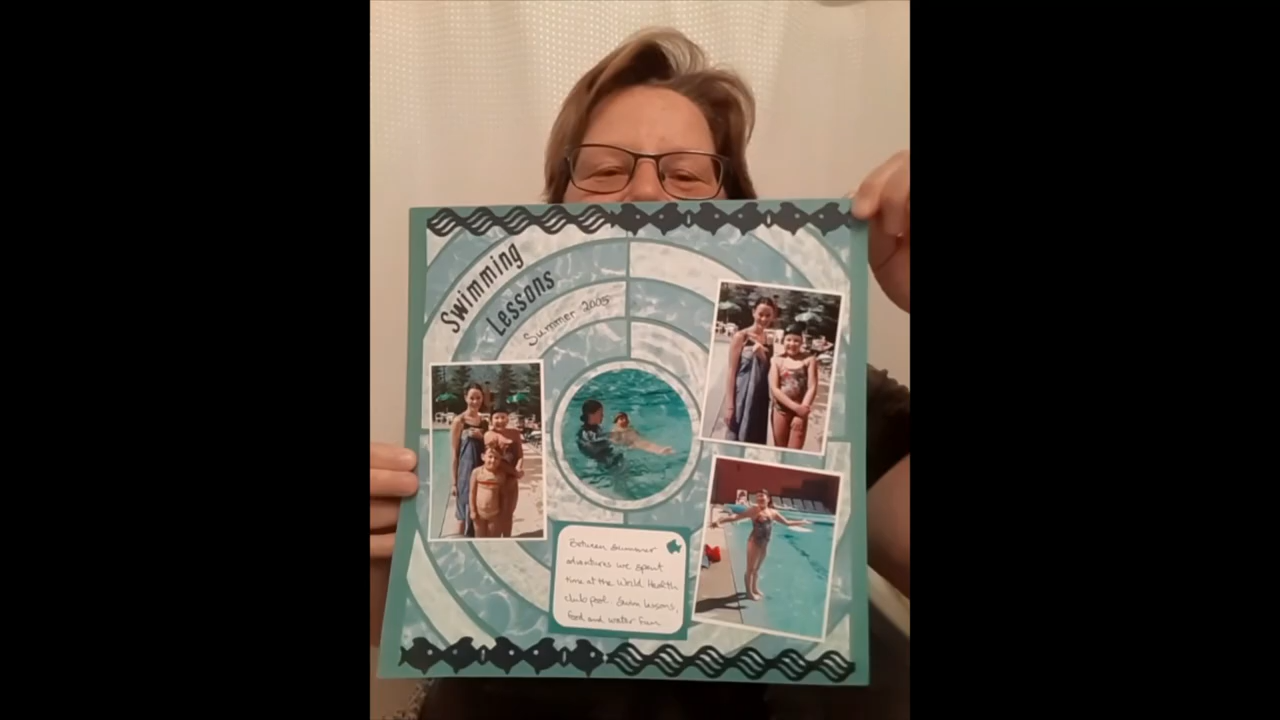 Swimming
Lessons
Summer 2005
Between summer
adventures we spent
time at the World Health
club pool. Swim lessons,
food and water fun.